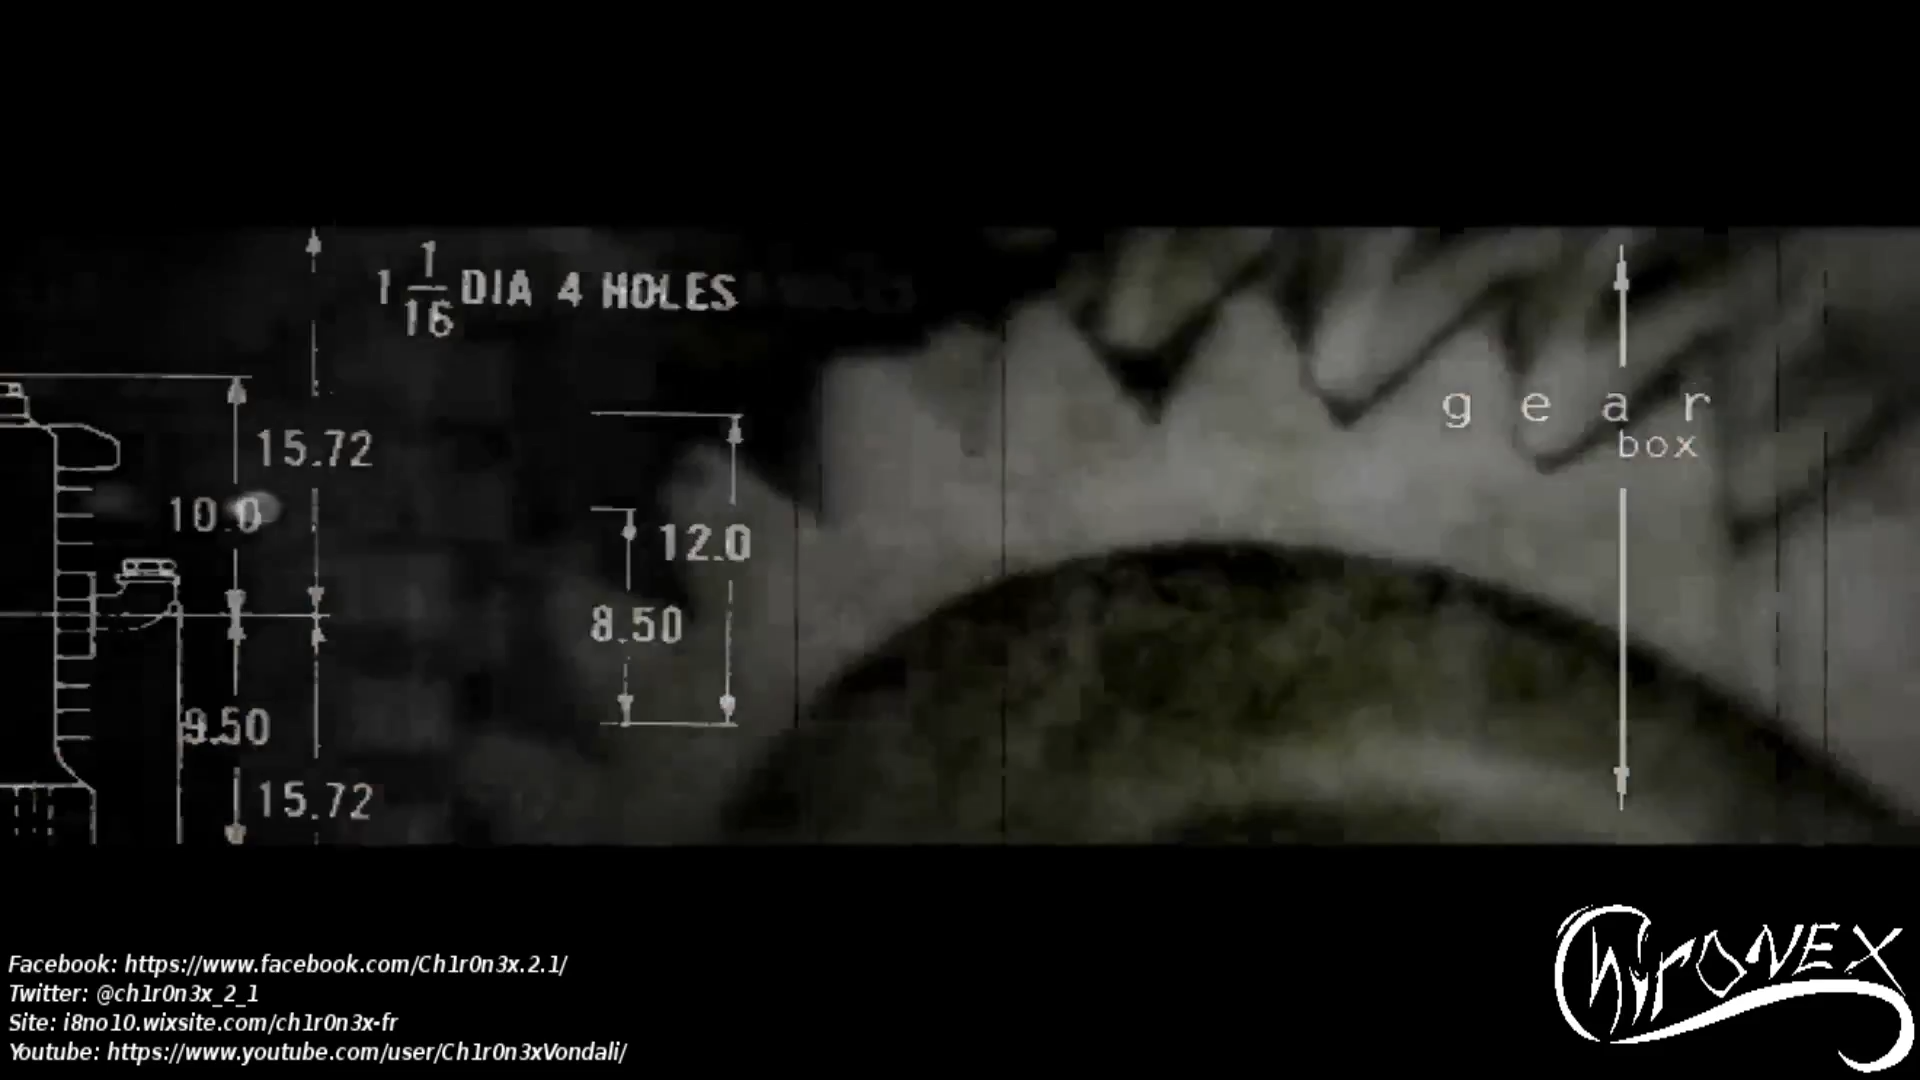 1 1/16 DIA 4 HOLES
15.72
10.0
12.0
8.50
9.50
15.72
g e a r
box
Facebook: https://www.facebook.com/Ch1r0n3x.2.1/
Twitter: @ch1r0n3x_2_1
Site: i8no10.wixsite.com/ch1r0n3x-fr
Youtube: https://www.youtube.com/user/Ch1r0n3xVondali/
ChironEX